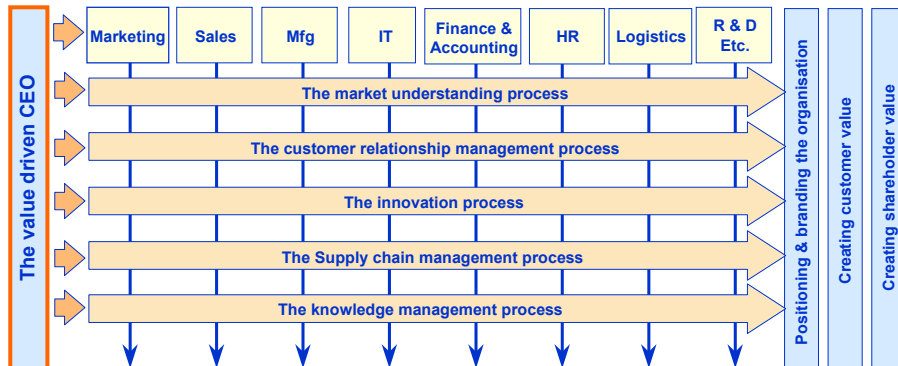 The value driven CEO
Marketing
Sales
Mfg
IT
Finance &
Accounting
HR
Logistics
R & D
Etc.
The market understanding process
The customer relationship management process
The innovation process
The Supply chain management process
The knowledge management process
Positioning & branding the organisation
Creating customer value
Creating shareholder value